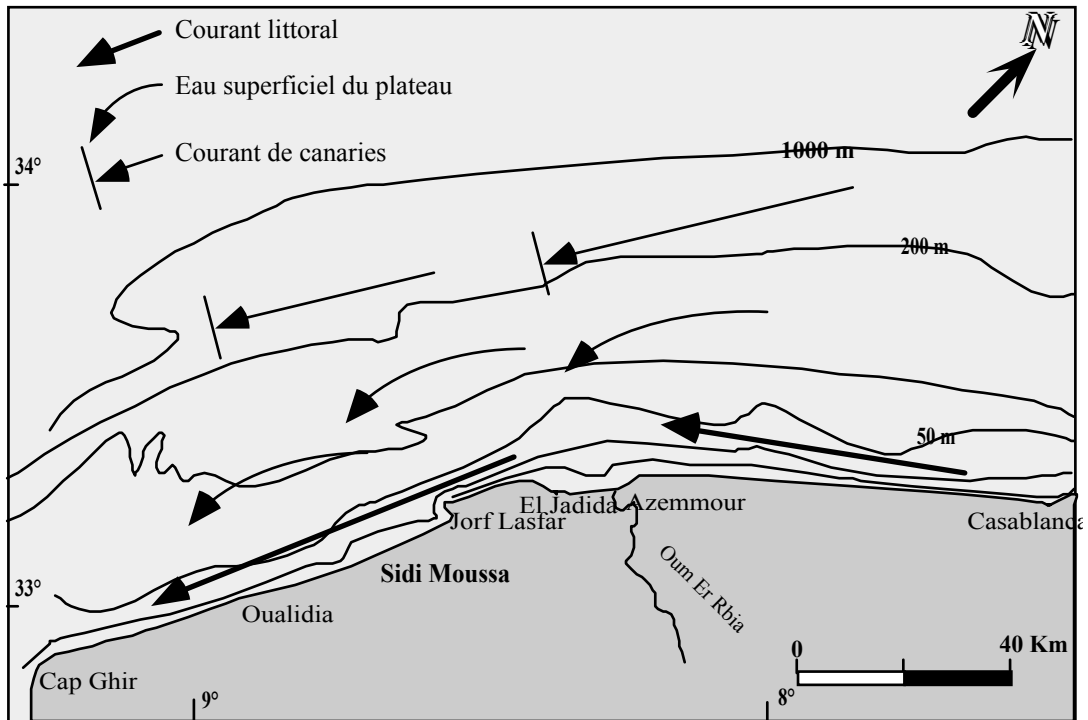 Courant littoral
N
Eau superficiel du plateau
Courant de canaries
1000 m
34°
200 m
50 m
El Jadida
Azemmour
Jorf Lasfar
Casablanca
Sidi Moussa
Oum Er Rbia
33°
Oualidia
0
40 Km
Cap Ghir
9°
8°